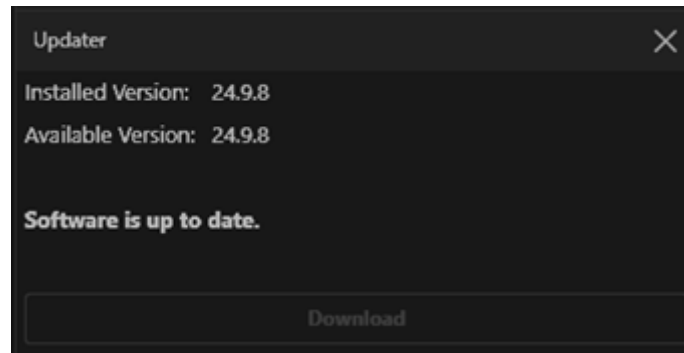 Updater
Installed Version: 24.9.8
Available Version: 24.9.8
Software is up to date.
Download